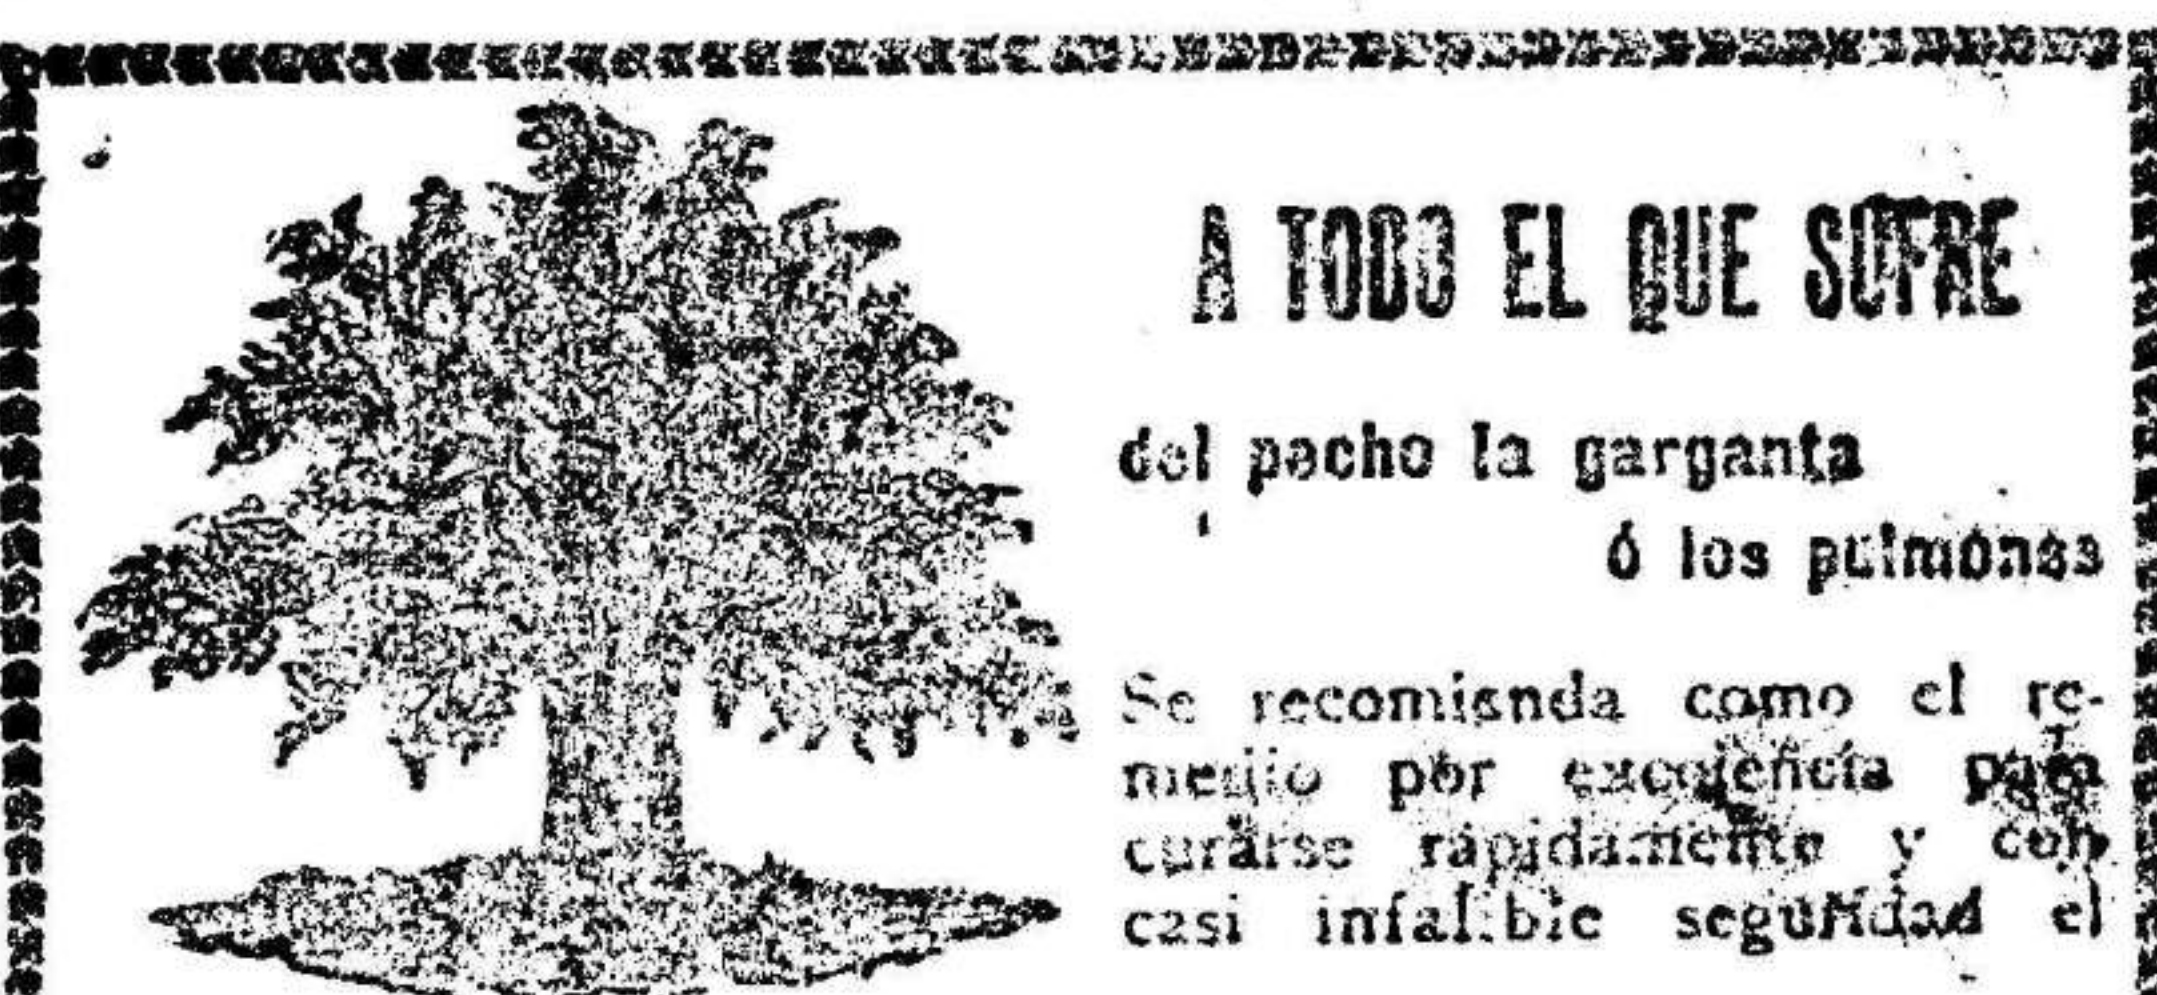 A TODO EL QUE SUFRE
del pecho la garganta
ó los pulmones
Se recomienda como el re-
medio por excelencia para
curarse rapidamente y con
casi infalible seguridad el